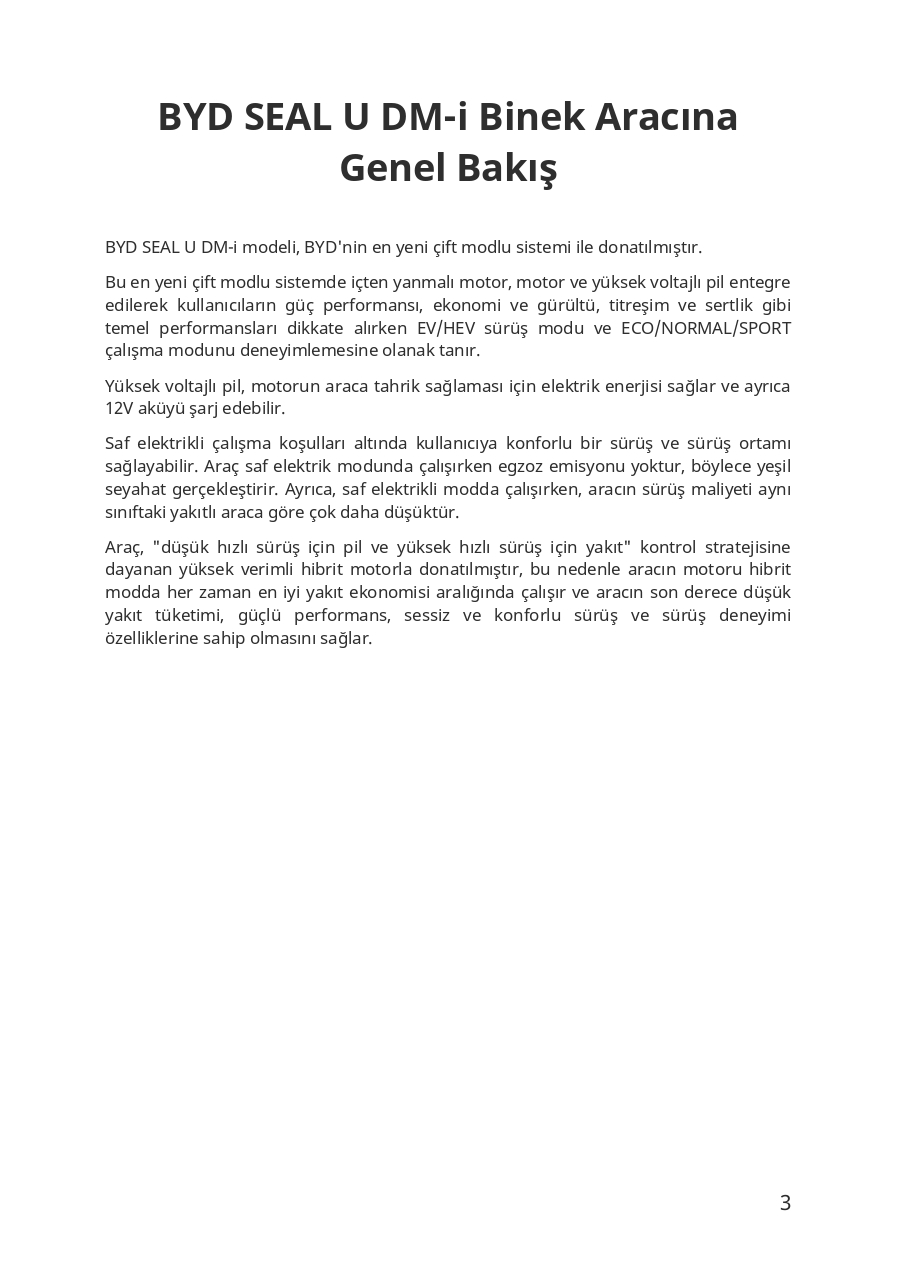 BYD SEAL U DM-i Binek Aracına
Genel Bakış
BYD SEAL U DM-i modeli, BYD'nin en yeni çift modlu sistemi ile donatılmıştır.
Bu en yeni çift modlu sistemde içten yanmalı motor, motor ve yüksek voltajlı pil entegre
edilerek kullanıcıların güç performansı, ekonomi ve gürültü, titreşim ve sertlik gibi
temel performansları dikkate alırken EV/HEV sürüş modu ve ECO/NORMAL/SPORT
çalışma modunu deneyimlemesine olanak tanır.
Yüksek voltajlı pil, motorun araca tahrik sağlaması için elektrik enerjisi sağlar ve ayrıca
12V aküyü şarj edebilir.
Saf elektrikli çalışma koşulları altında kullanıcıya konforlu bir sürüş ve sürüş ortamı
sağlayabilir. Araç saf elektrik modunda çalışırken egzoz emisyonu yoktur, böylece yeşil
seyahat gerçekleştirir. Ayrıca, saf elektrikli modda çalışırken, aracın sürüş maliyeti aynı
sınıftaki yakıtlı araca göre çok daha düşüktür.
Araç, "düşük hızlı sürüş için pil ve yüksek hızlı sürüş için yakıt" kontrol stratejisine
dayanan yüksek verimli hibrit motorla donatılmıştır, bu nedenle aracın motoru hibrit
modda her zaman en iyi yakıt ekonomisi aralığında çalışır ve aracın son derece düşük
yakıt tüketimi, güçlü performans, sessiz ve konforlu sürüş ve sürüş deneyimi
özelliklerine sahip olmasını sağlar.
3